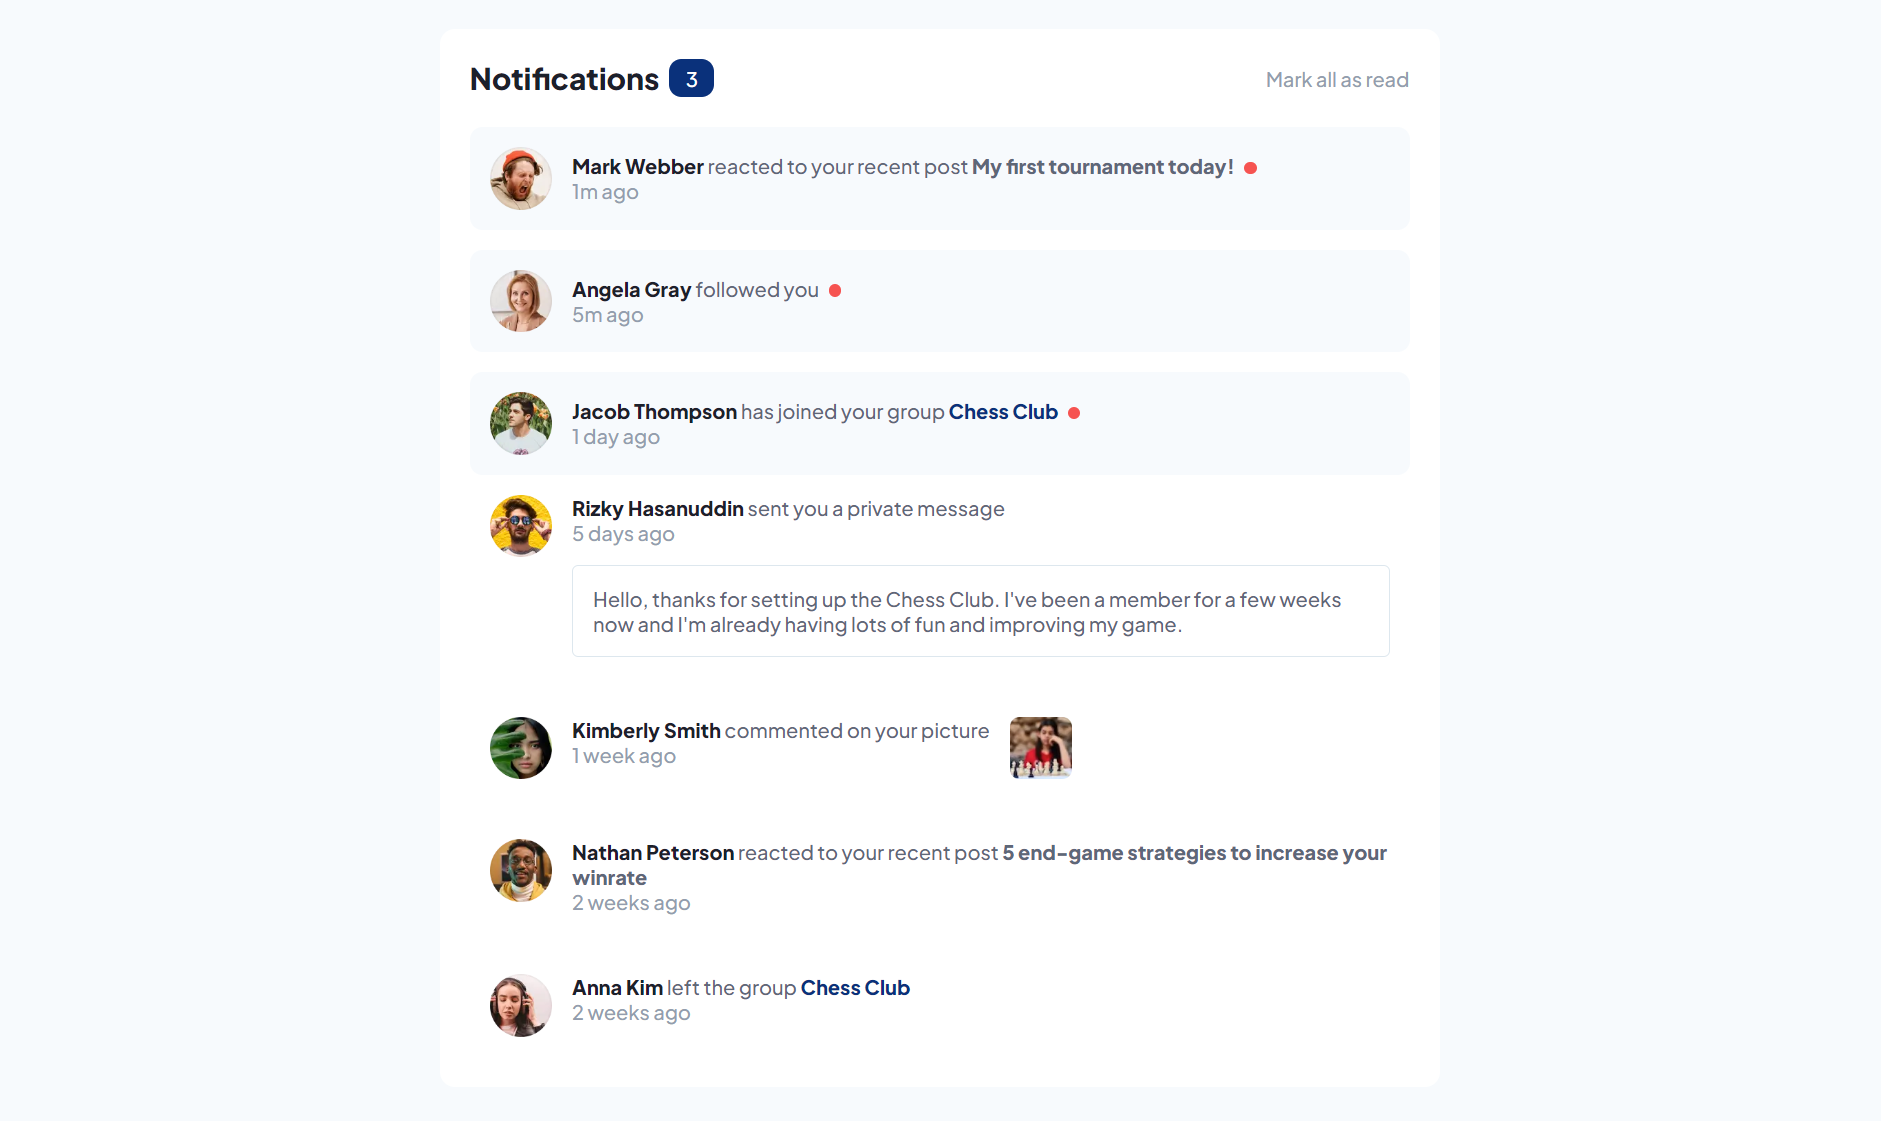 Notifications 3
Mark all as read
Mark Webber reacted to your recent post My first tournament today!
1m ago
Angela Gray followed you
5m ago
Jacob Thompson has joined your group Chess Club
1 day ago
Rizky Hasanuddin sent you a private message
5 days ago
Hello, thanks for setting up the Chess Club. I've been a member for a few weeks
now and I'm already having lots of fun and improving my game.
Kimberly Smith commented on your picture
1 week ago
Nathan Peterson reacted to your recent post 5 end-game strategies to increase your
winrate
2 weeks ago
Anna Kim left the group Chess Club
2 weeks ago